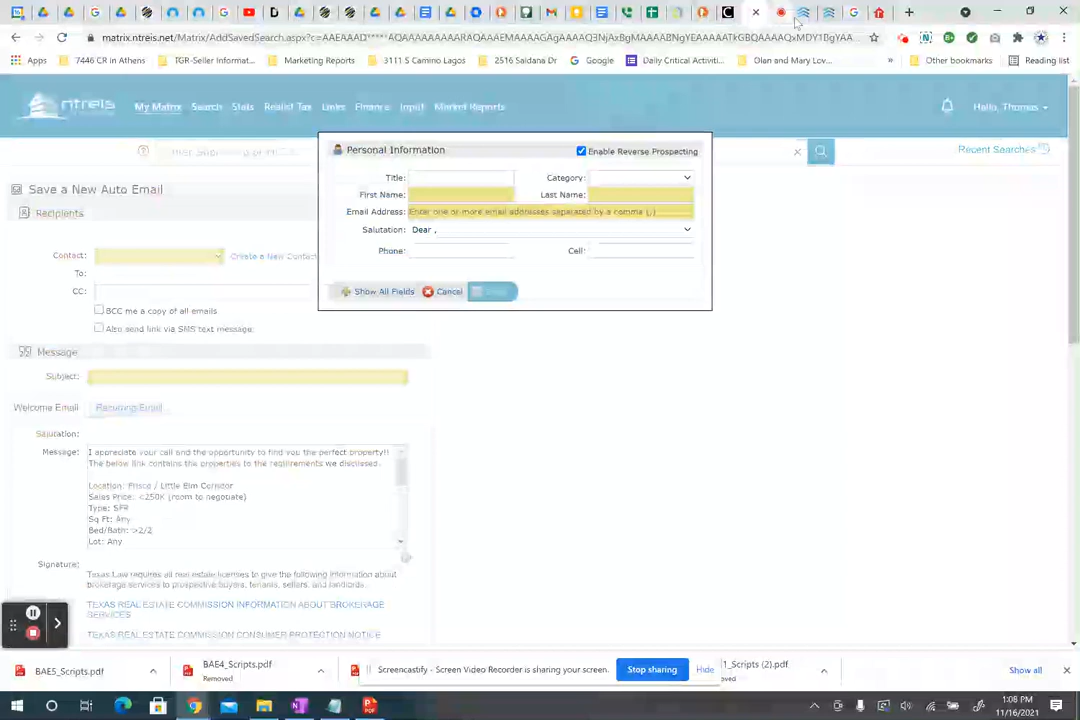 matrix.ntreis.net/Matrix/AddSavedSearch.aspx?c=AAEAAAD*****AQAAAAAAAAARAQAAAEMAAAAGAgAAAAQ3NjAxBgMAAAABNgYEAAAAATkGBQAAAAQxMDY1BgYAA...
Apps 7446 CR in Athens TGR-Seller Informat... Marketing Reports 3111 S Camino Lagos 2516 Saldana Dr Google Daily Critical Activiti... Olan and Mary Lov... » Other bookmarks Reading list
ntreis My Matrix Search Stats Realist Tax Links Finance Input Market Reports Hello, Thomas
Recent Searches
Personal Information Enable Reverse Prospecting
Title: Category:
First Name: Last Name:
Email Address: Enter one or more email addresses separated by a comma (,)
Salutation: Dear ,
Phone: Cell:
Show All Fields Cancel
Save a New Auto Email
Recipients
Contact: Create a New Contact
To:
CC:
BCC me a copy of all emails
Also send link via SMS text message.
Message
Subject:
Welcome Email Recurring Email
Salutation:
Message: I appreciate your call and the opportunity to find you the perfect property!!
The below link contains the properties to the requirements we discussed.
Location: Frisco / Little Elm Corridor
Sales Price: <250K (room to negotiate)
Type: SFR
Sq Ft: Any
Bed/Bath: >2/2
Lot: Any
Signature: Texas Law requires all real estate licenses to give the following information about
brokerage services to prospective buyers, tenants, sellers, and landlords.
TEXAS REAL ESTATE COMMISSION INFORMATION ABOUT BROKERAGE
SERVICES
TEXAS REAL ESTATE COMMISSION CONSUMER PROTECTION NOTICE
BAE5_Scripts.pdf BAE4_Scripts.pdf
Removed
Screencastify - Screen Video Recorder is sharing your screen. Stop sharing Hide
1_Scripts (2).pdf
Show all
1:08 PM
11/16/2021